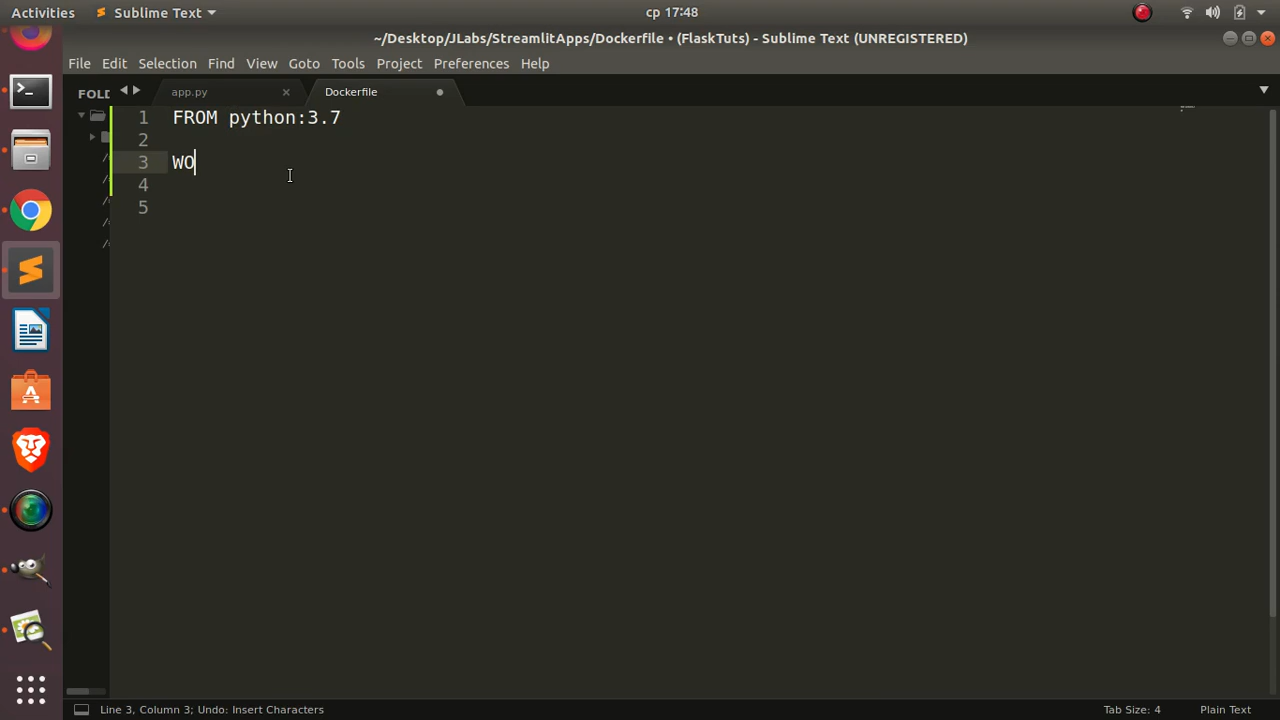 Activities Sublime Text ср 17:48
~/Desktop/JLabs/StreamlitApps/Dockerfile • (FlaskTuts) - Sublime Text (UNREGISTERED)
File Edit Selection Find View Goto Tools Project Preferences Help
FOLD
app.py Dockerfile
1 FROM python:3.7
2
3 WO
4
5
Line 3, Column 3; Undo: Insert Characters Tab Size: 4 Plain Text